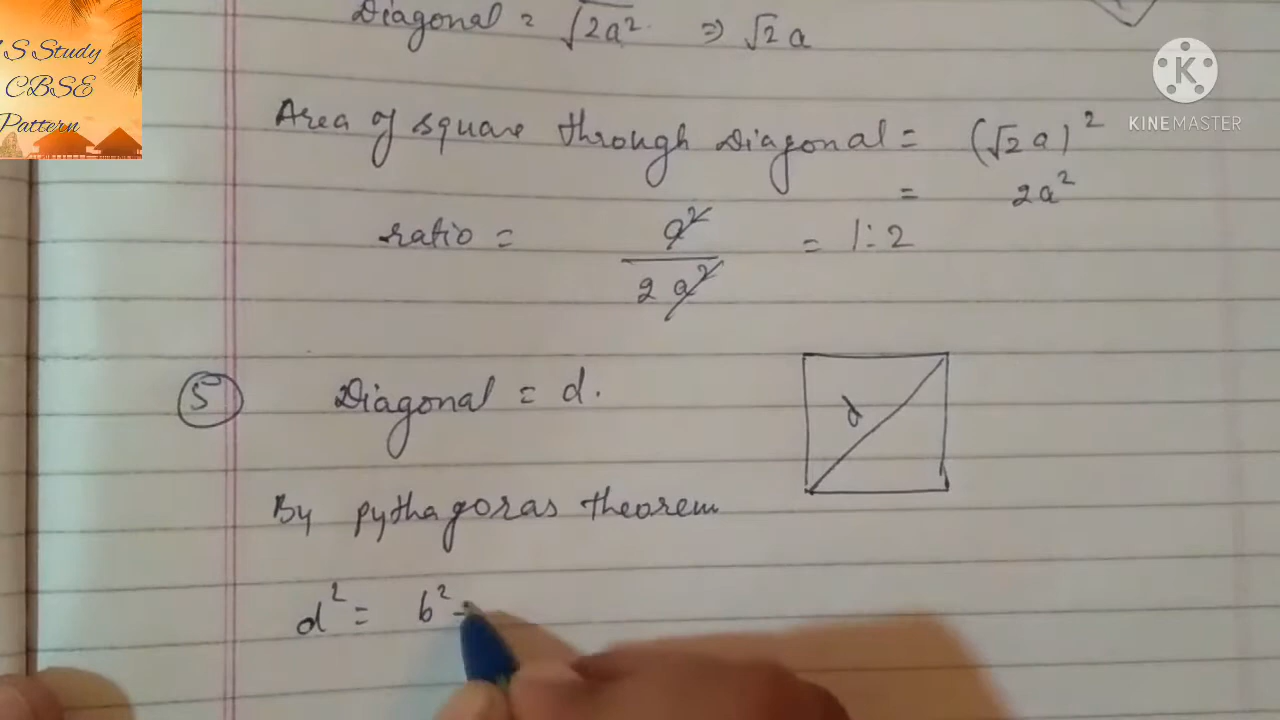 Diagonal = √2a² ⇒ √2 a
S Study
CBSE
Pattern
K
KINEMASTER
Area of square through Diagonal = (√2 a)²
= 2a²
ratio = a² / 2a² = 1:2
5 Diagonal = d.
d
By pythagoras theorem
d² = b²